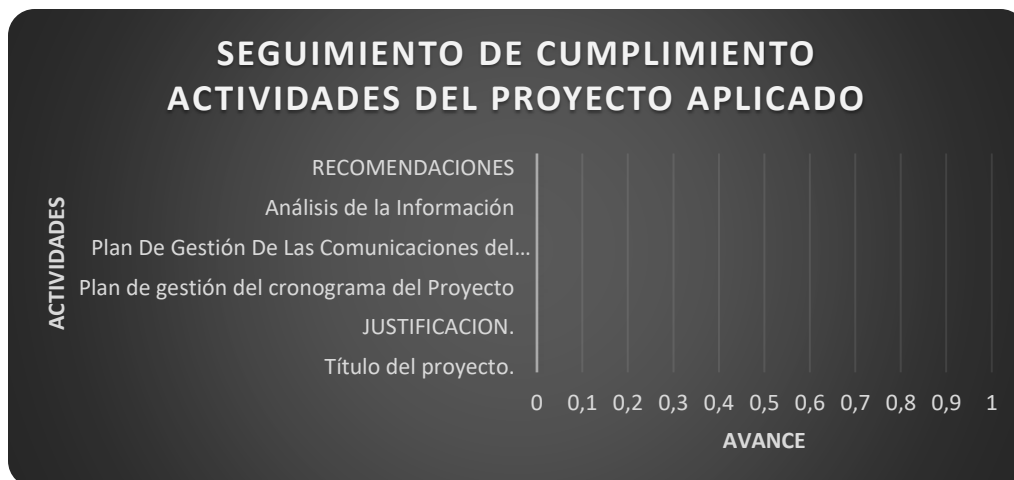 SEGUIMIENTO DE CUMPLIMIENTO
ACTIVIDADES DEL PROYECTO APLICADO
ACTIVIDADES
RECOMENDACIONES
Análisis de la Información
Plan De Gestión De Las Comunicaciones del...
Plan de gestión del cronograma del Proyecto
JUSTIFICACION.
Título del proyecto.
0 0,1 0,2 0,3 0,4 0,5 0,6 0,7 0,8 0,9 1
AVANCE